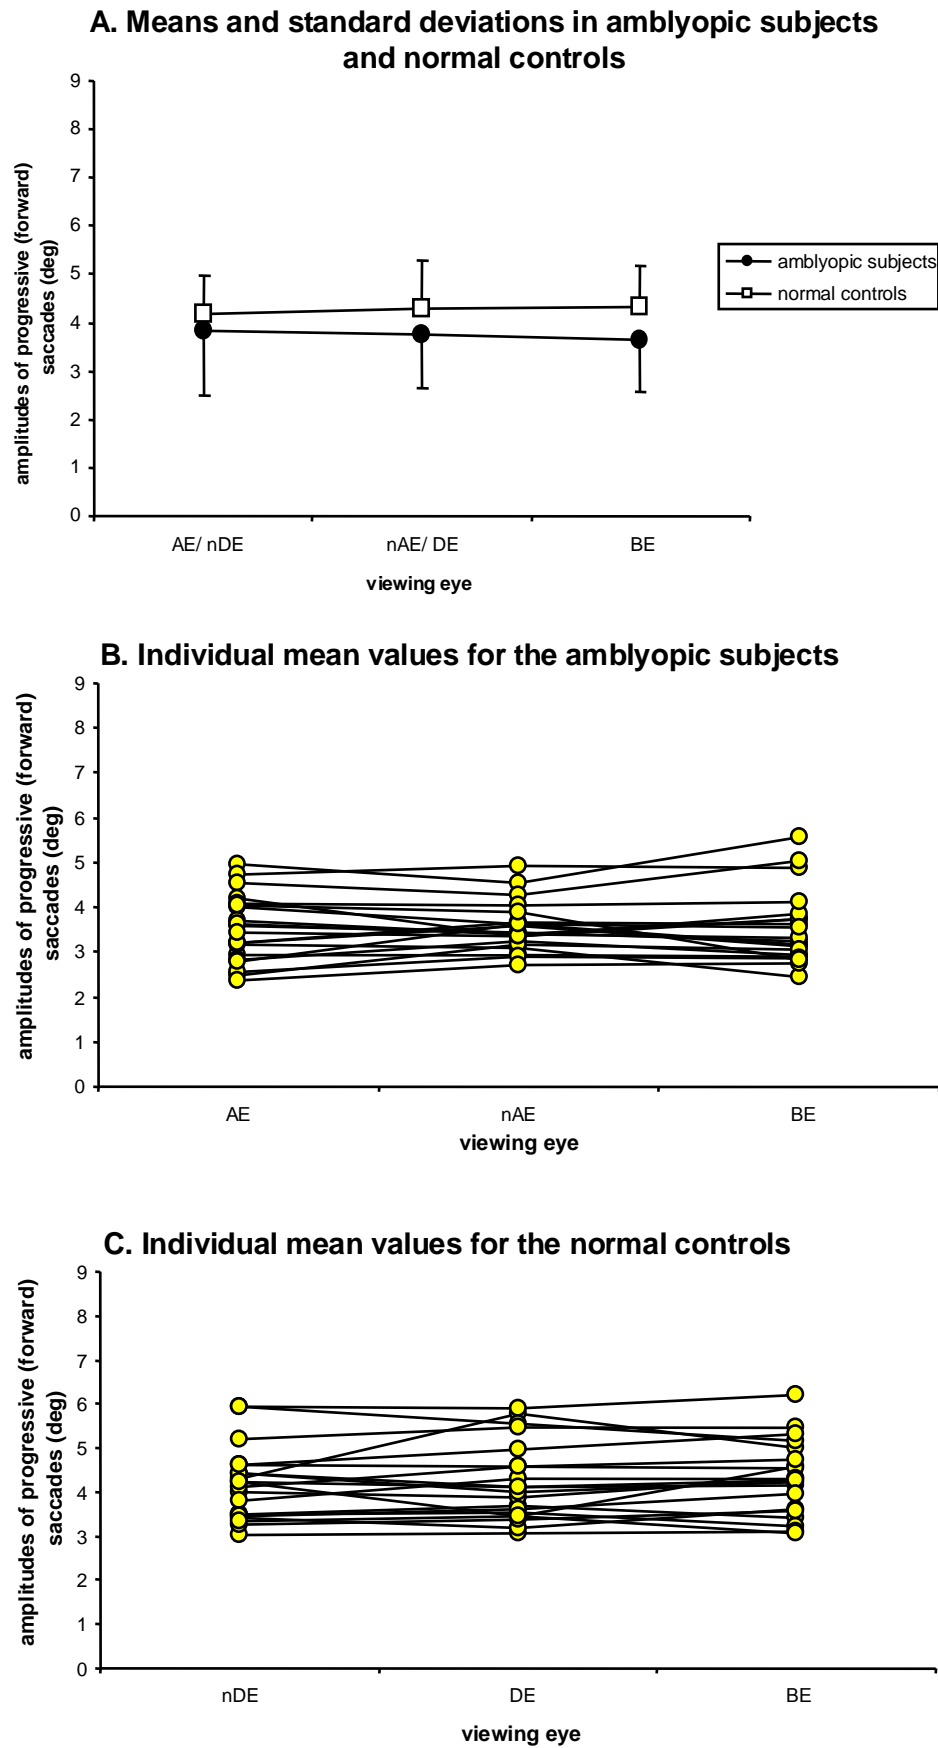 A. Means and standard deviations in amblyopic subjects
and normal controls
amplitudes of progressive (forward)
saccades (deg)
9
8
7
6
5
4
3
2
1
0
AE/ nDE
nAE/ DE
BE
viewing eye
amblyopic subjects
normal controls
B. Individual mean values for the amblyopic subjects
amplitudes of progressive (forward)
saccades (deg)
9
8
7
6
5
4
3
2
1
0
AE
nAE
BE
viewing eye
C. Individual mean values for the normal controls
amplitudes of progressive (forward)
saccades (deg)
9
8
7
6
5
4
3
2
1
0
nDE
DE
BE
viewing eye